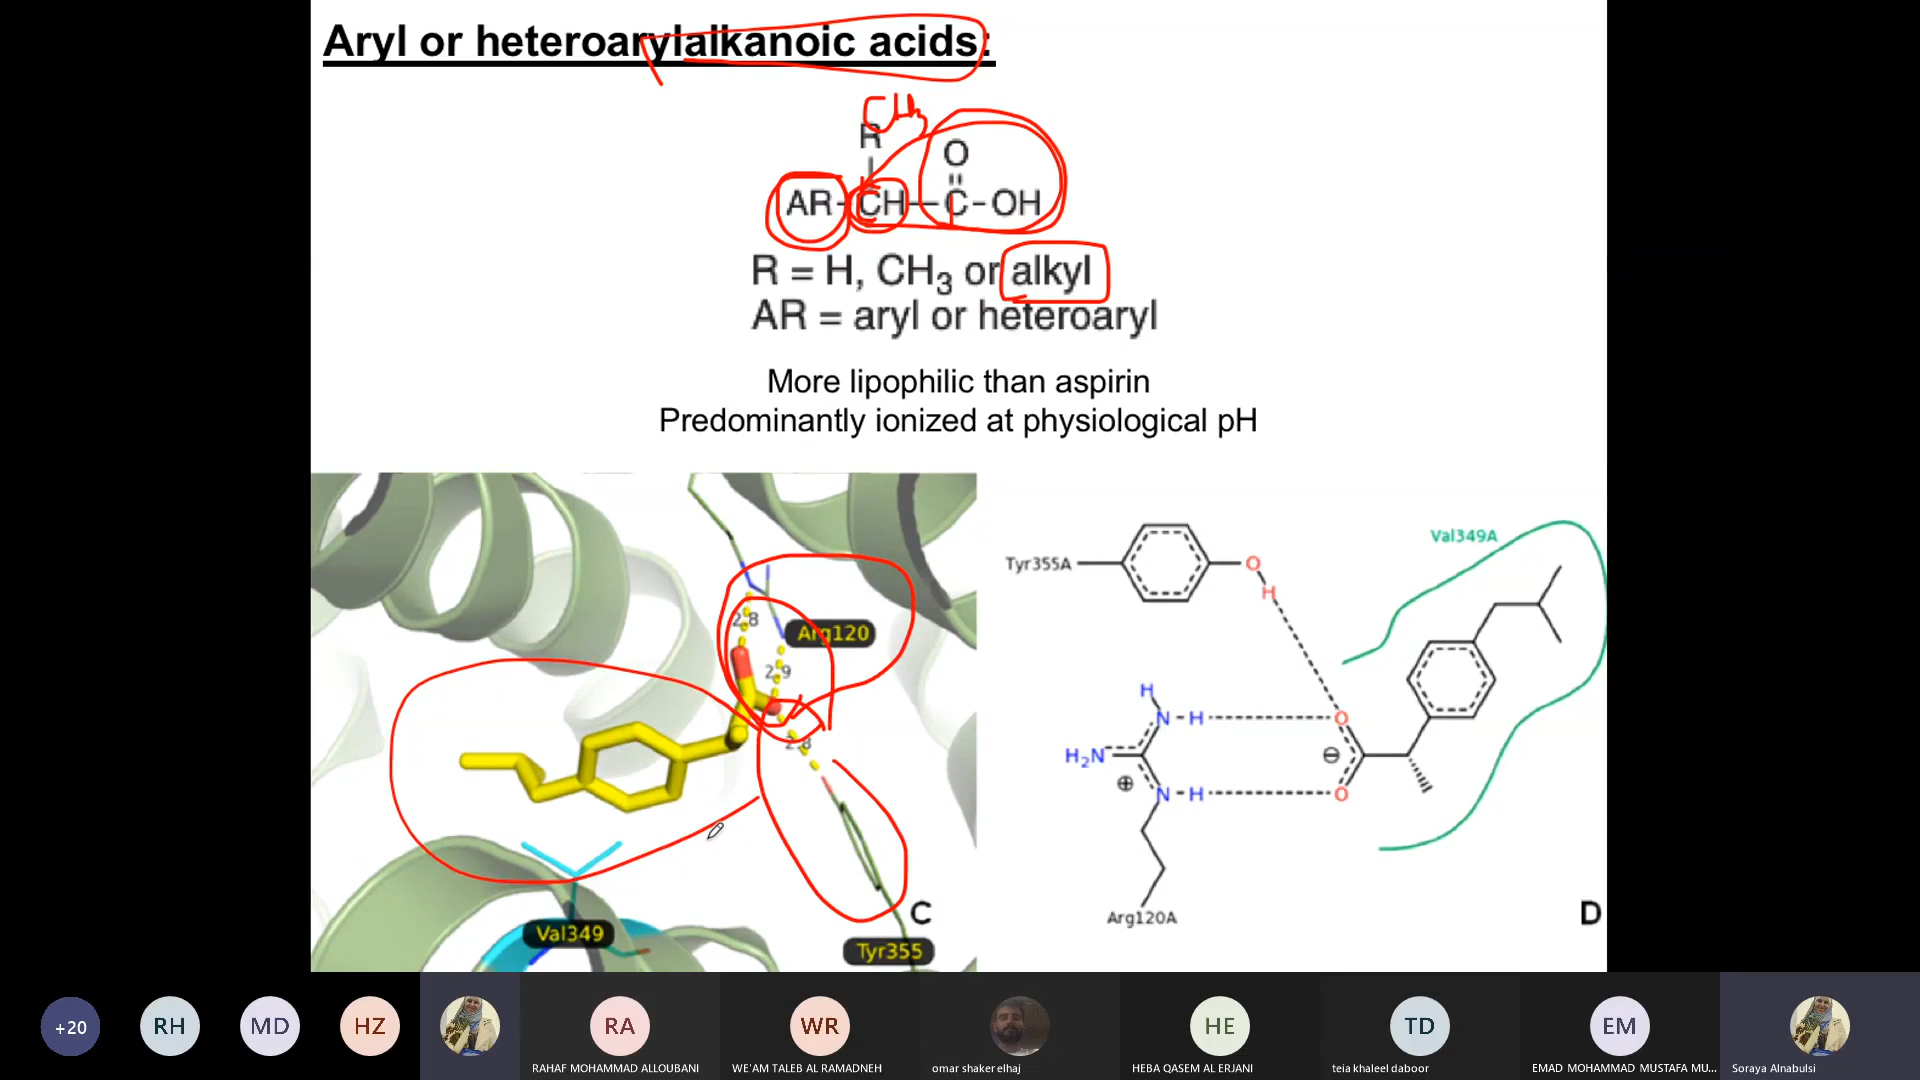 Aryl or heteroarylalkanoic acids:
CH
R
O
AR-CH-C-OH
R = H, CH3 or alkyl
AR = aryl or heteroaryl
More lipophilic than aspirin
Predominantly ionized at physiological pH
2.8
Arg120
2.9
2.8
Val349
Tyr355
C
Val349A
Tyr355A
O
H
H
N-H
O
H2N
⊕
⊖
N-H
O
Arg120A
D
+20
RH
MD
HZ
RA
WR
HE
TD
EM
RAHAF MOHAMMAD ALLOUBANI
WE'AM TALEB AL RAMADNEH
omar shaker elhaj
HEBA QASEM AL ERJANI
teia khaleel daboor
EMAD MOHAMMAD MUSTAFA MU...
Soraya Alnabulsi